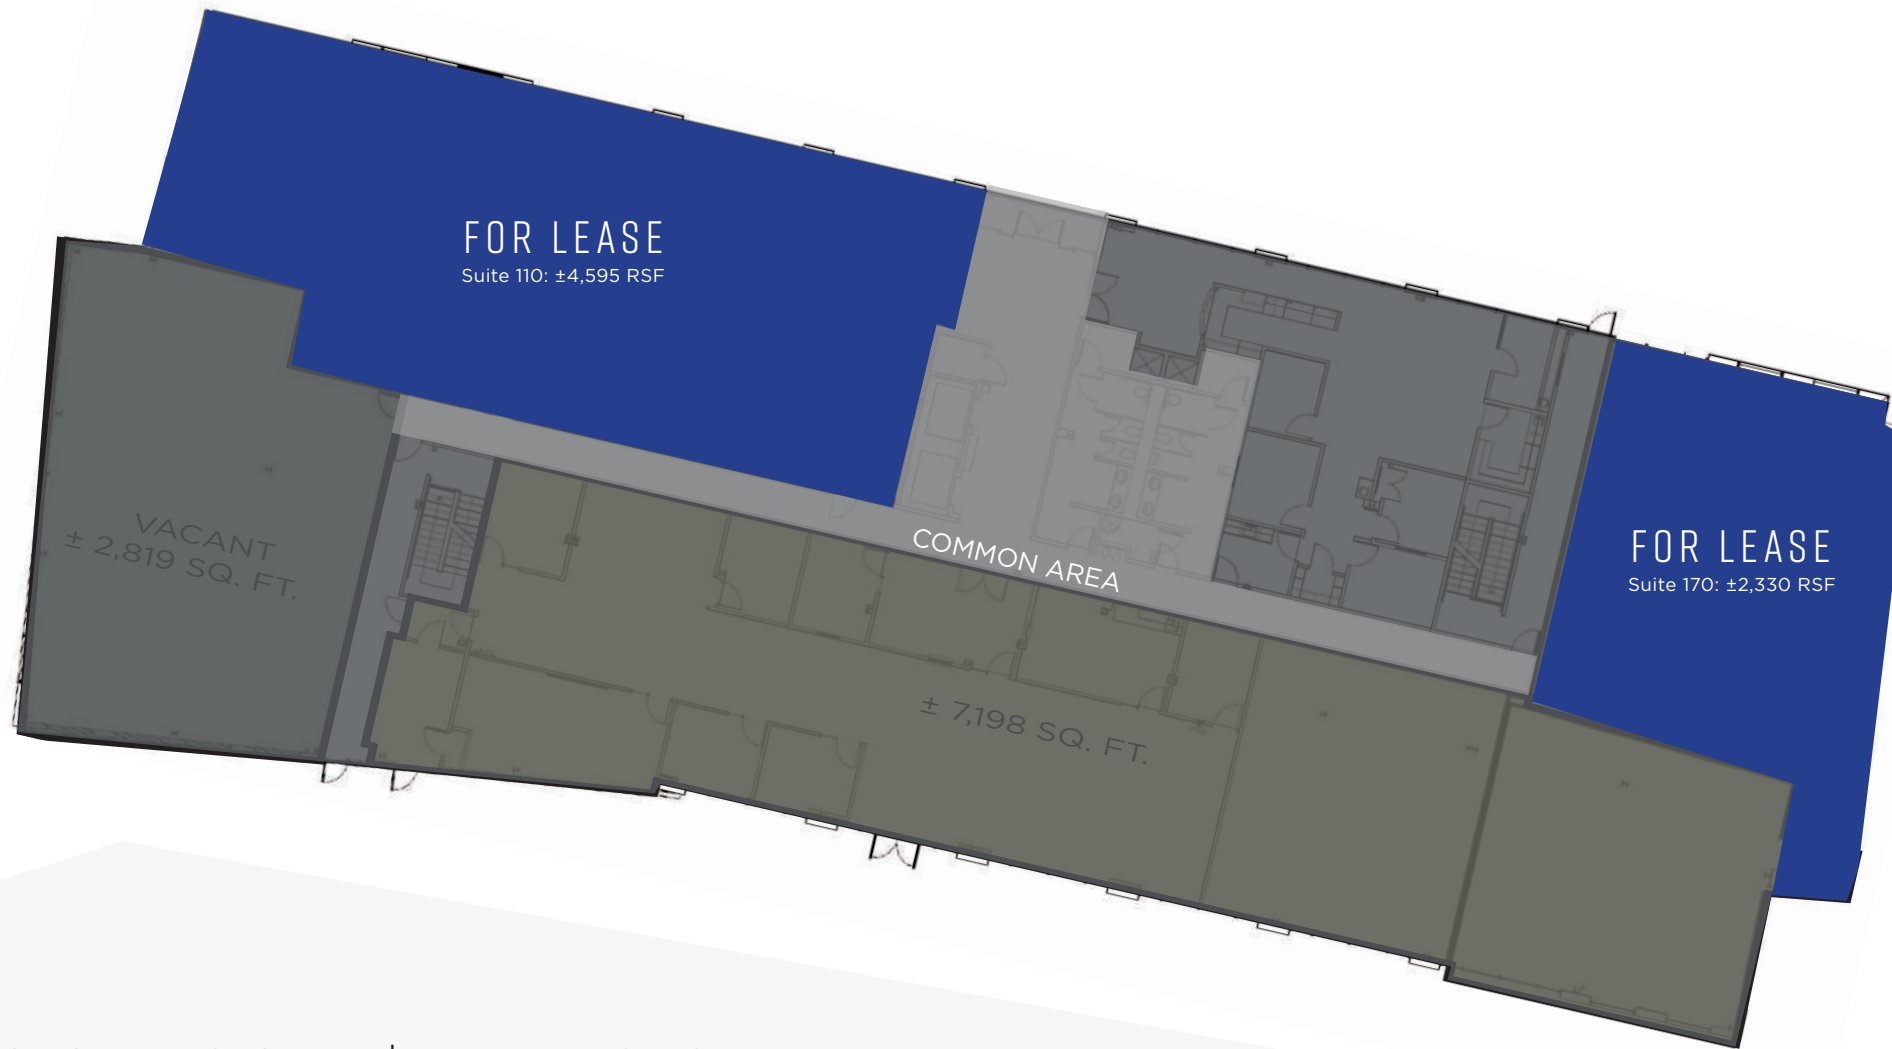 FOR LEASE
Suite 110: ±4,595 RSF
VACANT
± 2,819 SQ. FT.
COMMON AREA
FOR LEASE
Suite 170: ±2,330 RSF
± 7,198 SQ. FT.